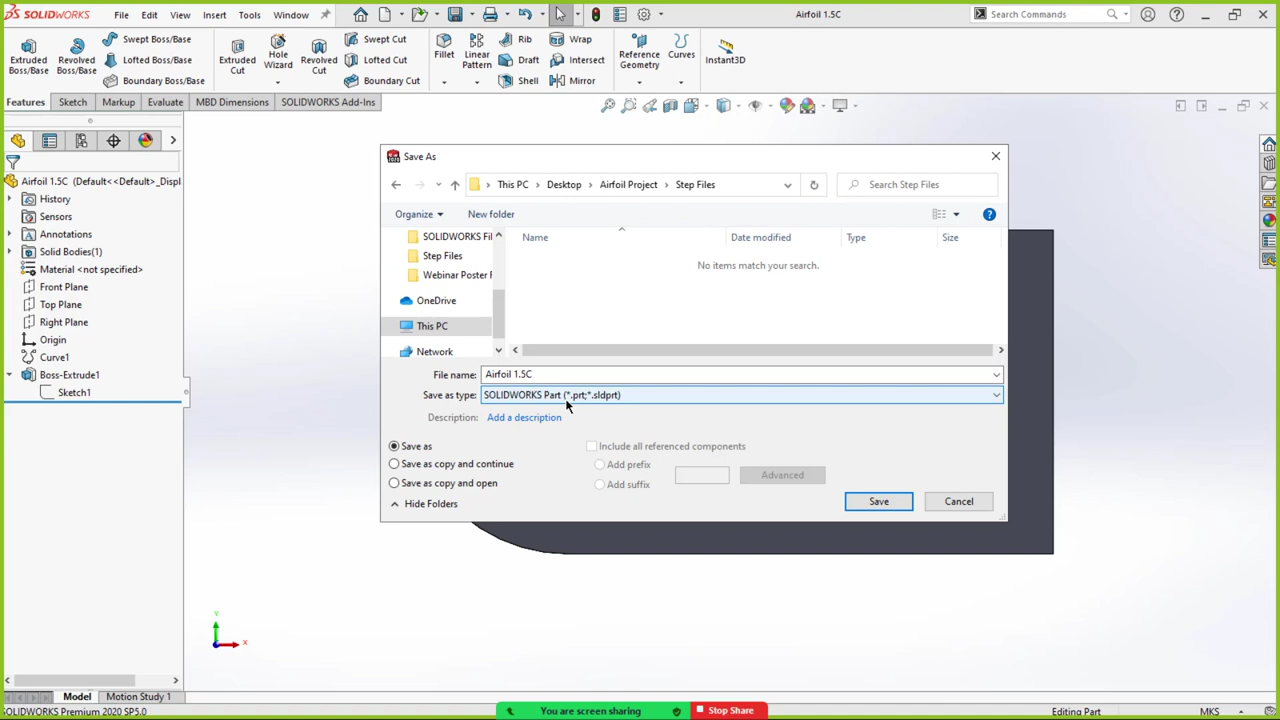 SOLIDWORKS File Edit View Insert Tools Window Airfoil 1.5C Search Commands
Extruded Boss/Base Revolved Boss/Base Swept Boss/Base Lofted Boss/Base Boundary Boss/Base Extruded Cut Hole Wizard Revolved Cut Swept Cut Lofted Cut Boundary Cut Fillet Linear Pattern Rib Draft Shell Wrap Intersect Mirror Reference Geometry Curves Instant3D
Features Sketch Markup Evaluate MBD Dimensions SOLIDWORKS Add-Ins
Airfoil 1.5C (Default<<Default>_Displ
History
Sensors
Annotations
Solid Bodies(1)
Material <not specified>
Front Plane
Top Plane
Right Plane
Origin
Curve1
Boss-Extrude1
Sketch1
Save As
This PC Desktop Airfoil Project Step Files Search Step Files
Organize New folder
SOLIDWORKS Fil
Step Files
Webinar Poster F
OneDrive
This PC
Network
Name Date modified Type Size
No items match your search.
File name: Airfoil 1.5C
Save as type: SOLIDWORKS Part (*.prt;*.sldprt)
Description: Add a description
Save as Include all referenced components
Save as copy and continue Add prefix Advanced
Save as copy and open Add suffix
Hide Folders Save Cancel
Y
X
Model Motion Study 1
SOLIDWORKS Premium 2020 SP5.0 You are screen sharing Stop Share Editing Part MKS